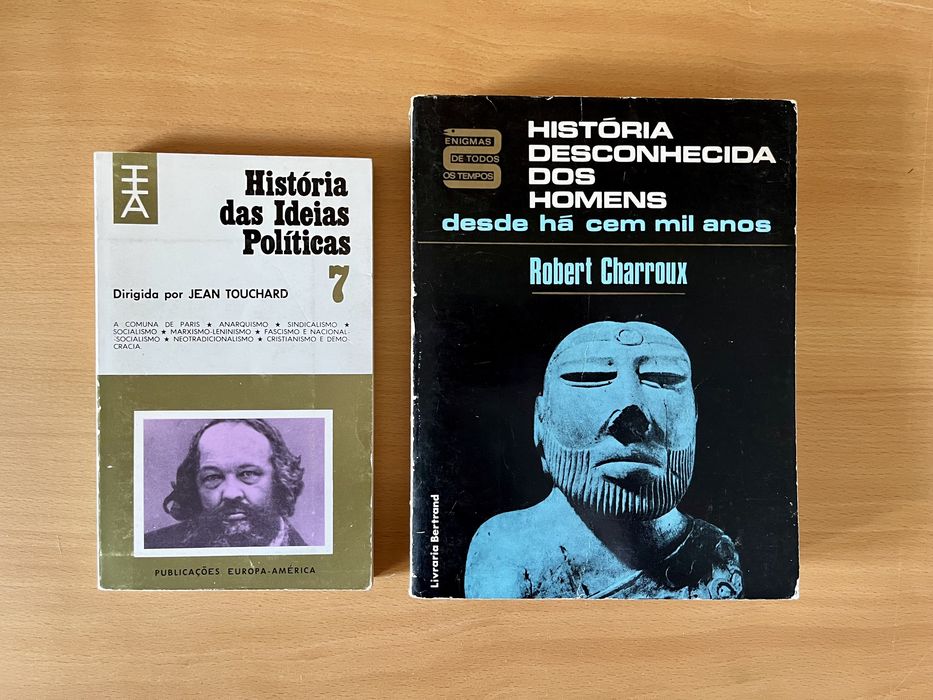 História
das Ideias
Políticas
7
Dirigida por JEAN TOUCHARD
A COMUNA DE PARIS ★ ANARQUISMO ★ SINDICALISMO ★
SOCIALISMO ★ MARXISMO-LENINISMO ★ FASCISMO E NACIONAL-
-SOCIALISMO ★ NEOTRADICIONALISMO ★ CRISTIANISMO E DEMO-
CRACIA.
PUBLICAÇÕES EUROPA-AMÉRICA
ENIGMAS
DE TODOS
OS TEMPOS
HISTÓRIA
DESCONHECIDA
DOS
HOMENS
desde há cem mil anos
Robert Charroux
Livraria Bertrand